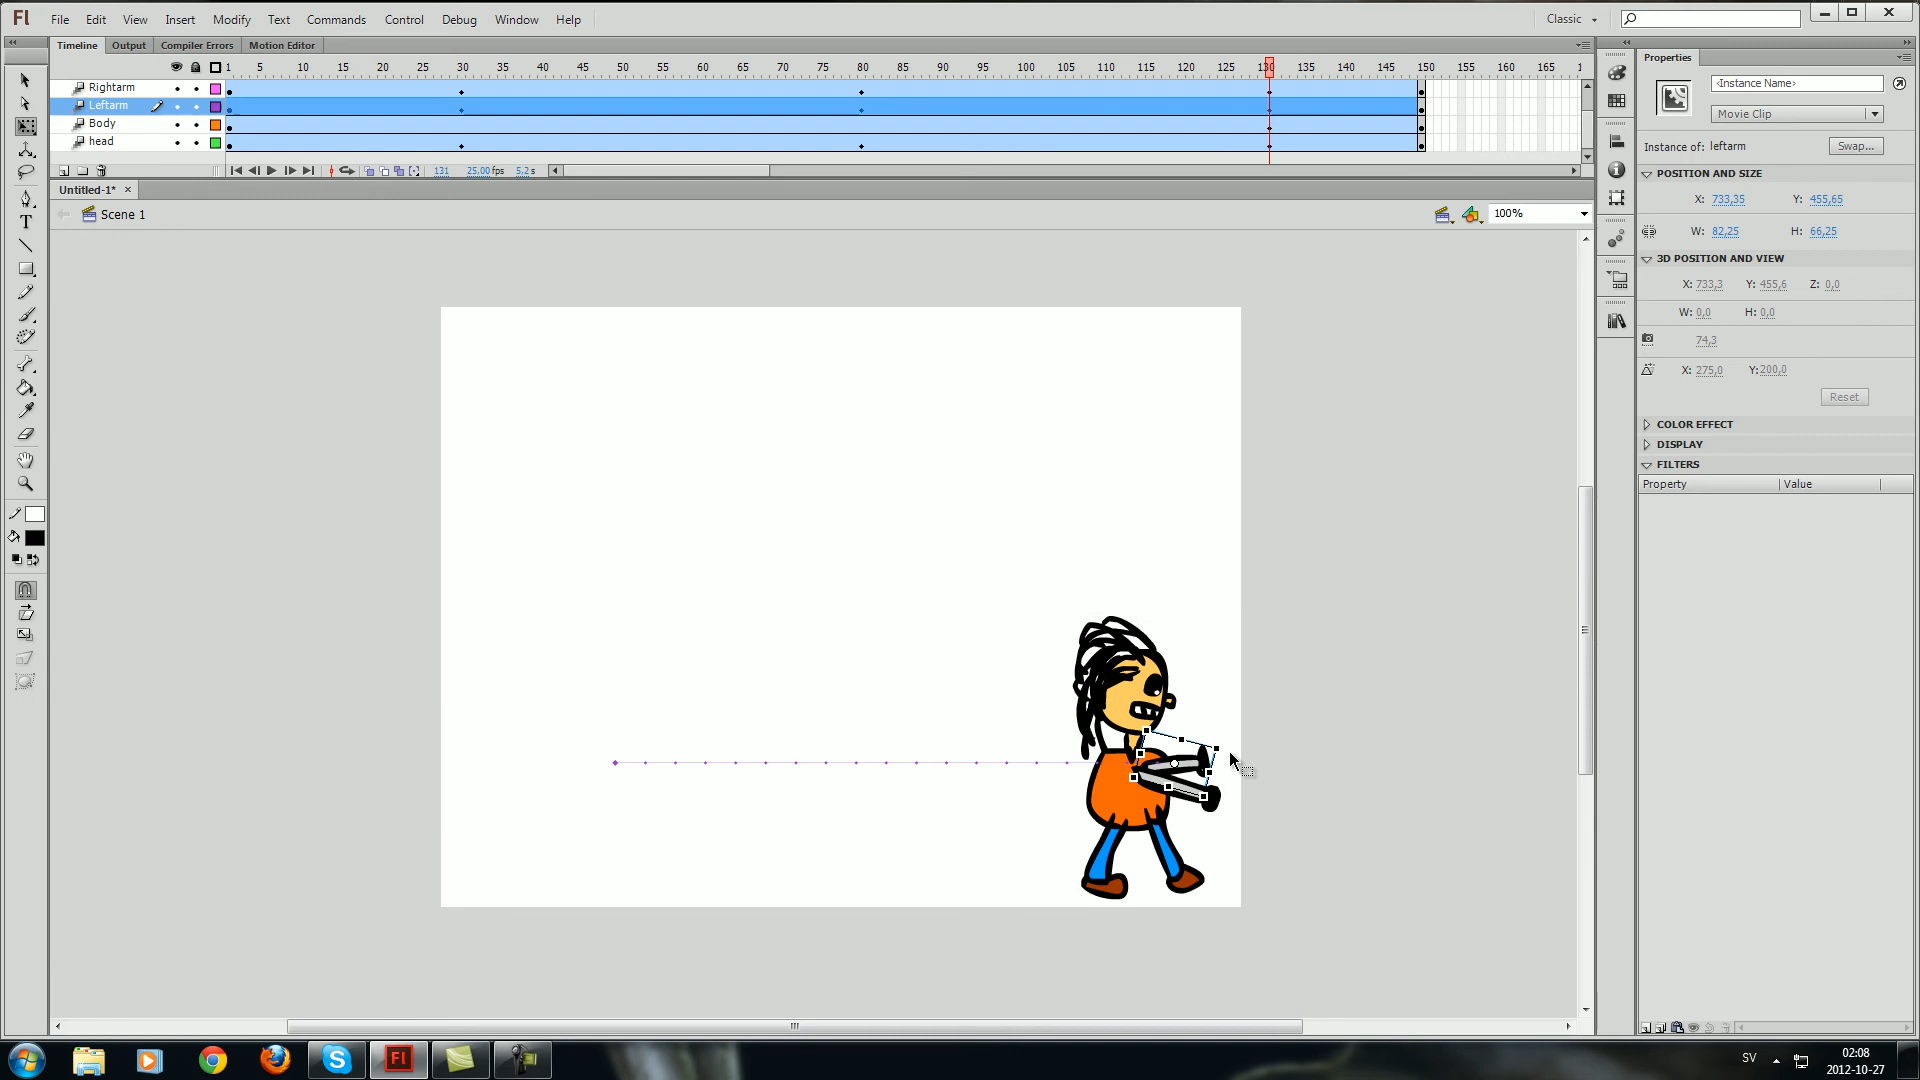 Fl File Edit View Insert Modify Text Commands Control Debug Window Help Classic
Timeline Output Compiler Errors Motion Editor
1 5 10 15 20 25 30 35 40 45 50 55 60 65 70 75 80 85 90 95 100 105 110 115 120 125 130 135 140 145 150 155 160 165 1
Rightarm
Leftarm
Body
head
131 25,00 fps 5,2 s
Untitled-1* ×
Scene 1
100%
T
Properties
<Instance Name>
Movie Clip
Instance of: leftarm Swap...
POSITION AND SIZE
X: 733,35 Y: 455,65
W: 82,25 H: 66,25
3D POSITION AND VIEW
X: 733,3 Y: 455,6 Z: 0,0
W: 0,0 H: 0,0
74,3
X: 275,0 Y: 200,0
Reset
COLOR EFFECT
DISPLAY
FILTERS
Property Value
Fl
SV
02:08
2012-10-27